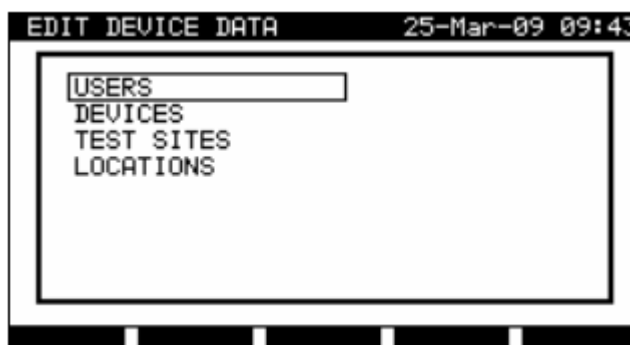 EDIT DEVICE DATA 25-Mar-09 09:43
USERS
DEVICES
TEST SITES
LOCATIONS